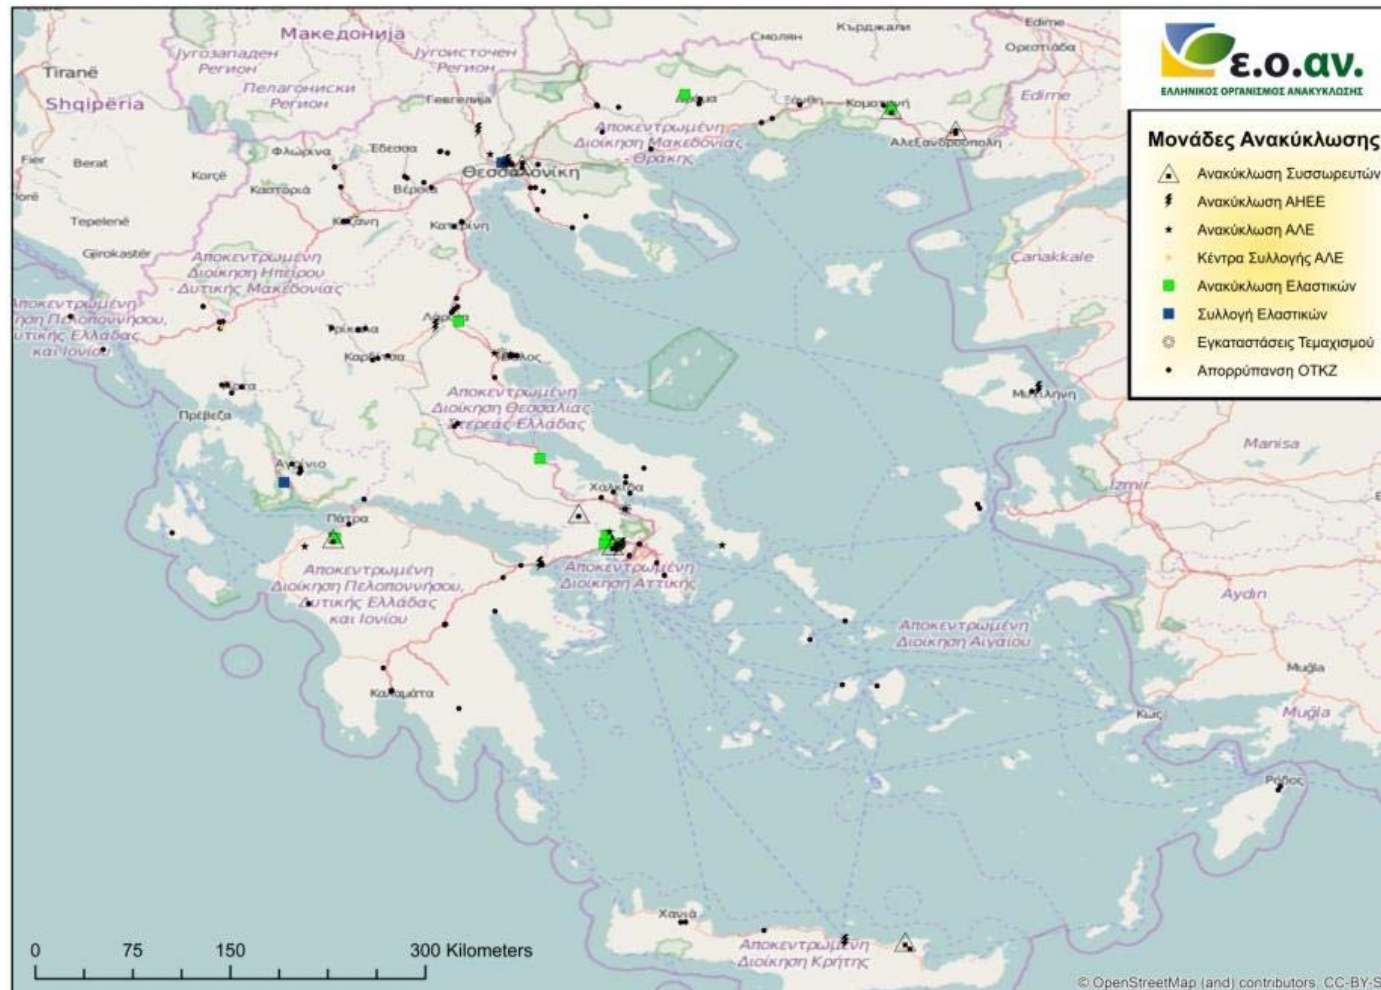 Македонија
Југозападен
Регион
Југоисточен
Регион
Пелагониски
Регион
Гевгелија
Tiranë
Shqipëria
Fier
Berat
Korçë
Tepelenë
Gjirokastër
Смолян
Кърджали
Edirne
Ορεστιάδα
Edirne
ε.ο.αν.
ΕΛΛΗΝΙΚΟΣ ΟΡΓΑΝΙΣΜΟΣ ΑΝΑΚΥΚΛΩΣΗΣ
Μονάδες Ανακύκλωσης
Ανακύκλωση Συσσωρευτών
Ανακύκλωση ΑΗΕΕ
Ανακύκλωση ΑΛΕ
Κέντρα Συλλογής ΑΛΕ
Ανακύκλωση Ελαστικών
Συλλογή Ελαστικών
Εγκαταστάσεις Τεμαχισμού
Απορρύπανση ΟΤΚΖ
Δράμα
Ξάνθη
Κομοτηνή
Αλεξανδρούπολη
Αποκεντρωμένη
Διοίκηση Μακεδονίας
- Θράκης
Φλώρινα
Έδεσσα
Καστοριά
Βέροια
Θεσσαλονίκη
Κοζάνη
Κατερίνη
Αποκεντρωμένη
Διοίκηση Ηπείρου
- Δυτικής Μακεδονίας
Çanakkale
Λάρισα
Τρίκαλα
Καρδίτσα
Βόλος
Άρτα
Πρέβεζα
Αποκεντρωμένη
Διοίκηση Θεσσαλίας
- Στερεάς Ελλάδας
Μυτιλήνη
Manisa
İzmir
Αγρίνιο
Χαλκίδα
Πάτρα
Αποκεντρωμένη
Διοίκηση Πελοποννήσου,
Δυτικής Ελλάδας
και Ιονίου
Αποκεντρωμένη
Διοίκηση Αττικής
Αποκεντρωμένη
Διοίκηση Αιγαίου
Aydın
Καλαμάτα
Muğla
Muğla
Κως
Ρόδος
Χανιά
Αποκεντρωμένη
Διοίκηση Κρήτης
0 75 150 300 Kilometers
© OpenStreetMap (and) contributors, CC-BY-S